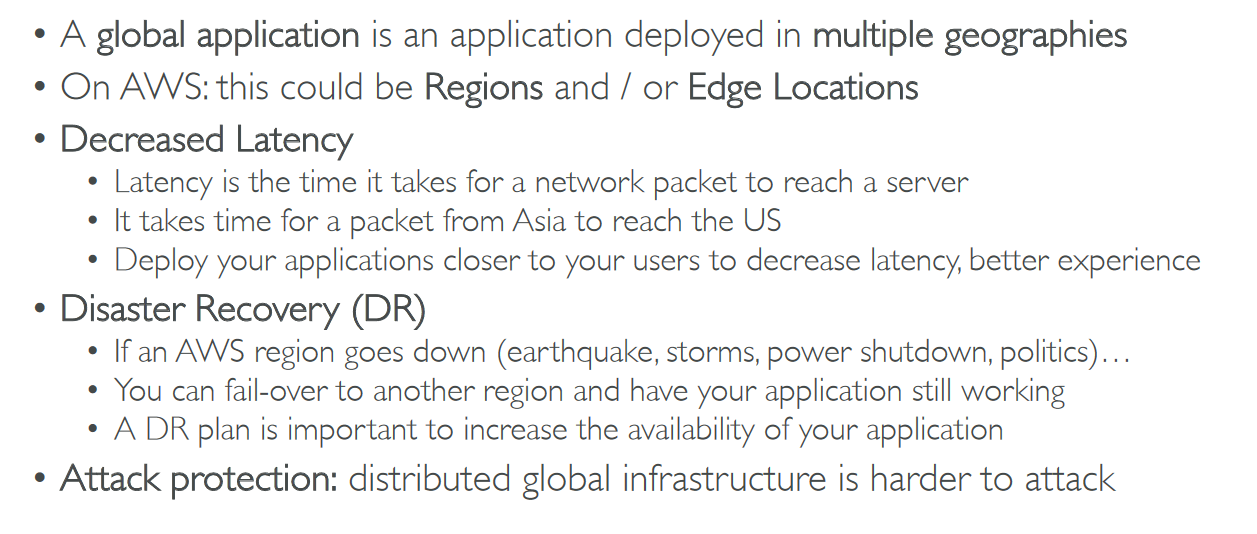 • A global application is an application deployed in multiple geographies
• On AWS: this could be Regions and / or Edge Locations
• Decreased Latency
• Latency is the time it takes for a network packet to reach a server
• It takes time for a packet from Asia to reach the US
• Deploy your applications closer to your users to decrease latency, better experience
• Disaster Recovery (DR)
• If an AWS region goes down (earthquake, storms, power shutdown, politics)…
• You can fail-over to another region and have your application still working
• A DR plan is important to increase the availability of your application
• Attack protection: distributed global infrastructure is harder to attack